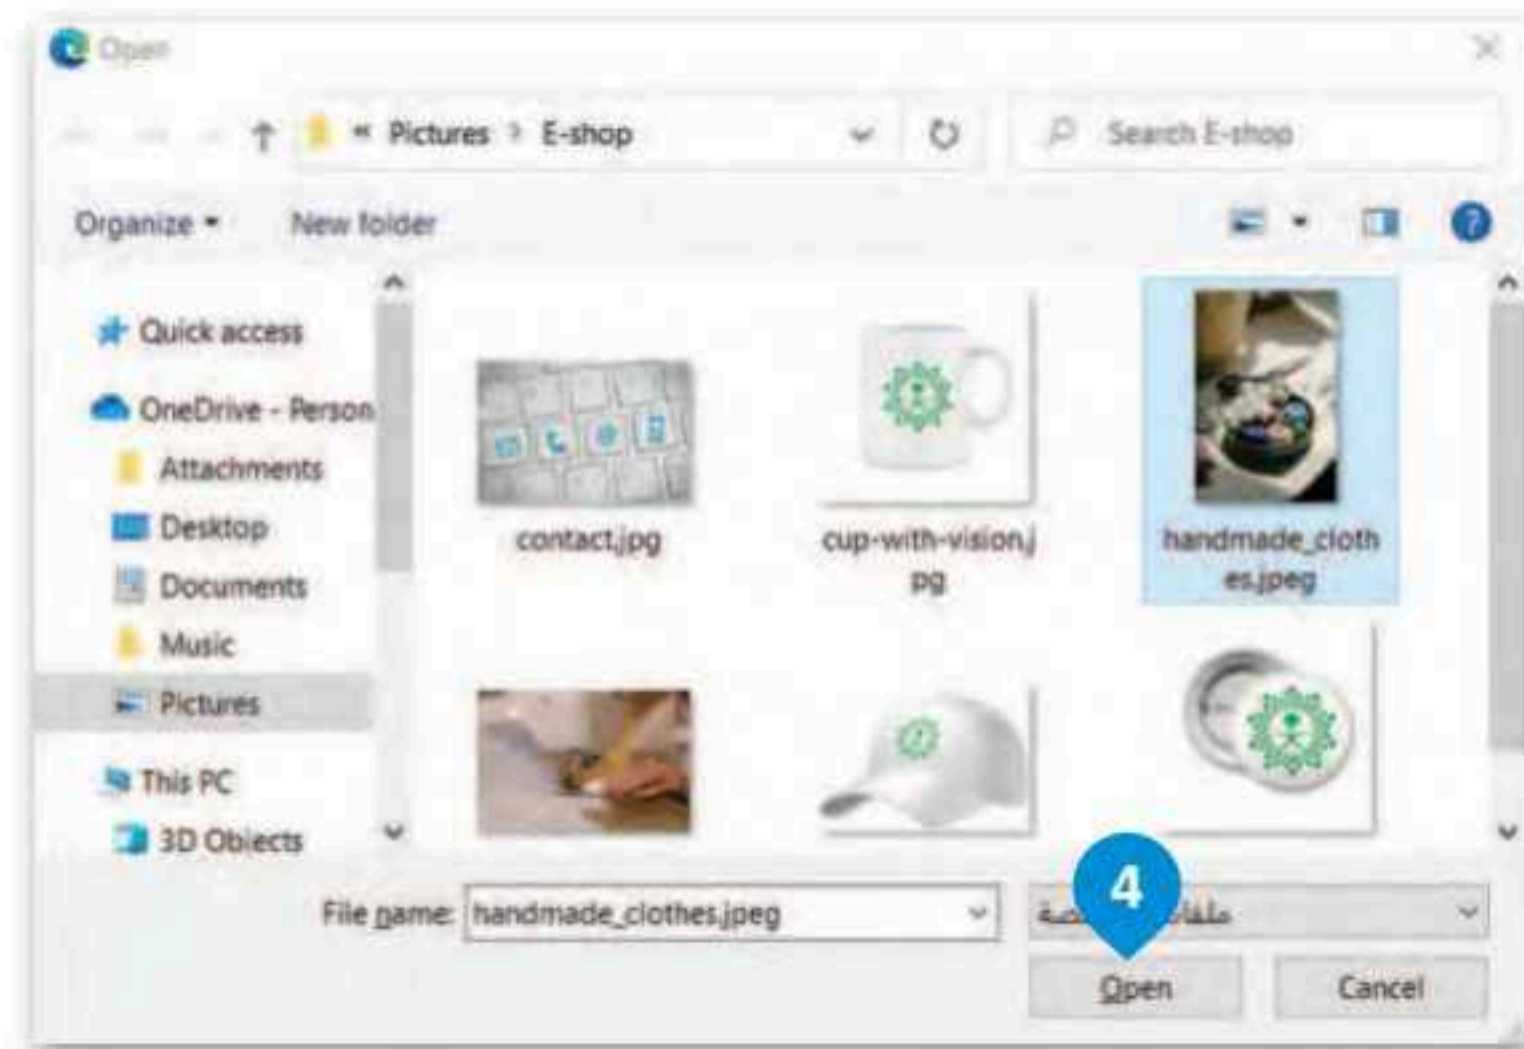 Open
« Pictures > E-shop
Search E-shop
Organize
New folder
Quick access
OneDrive - Person
Attachments
Desktop
Documents
Music
Pictures
This PC
3D Objects
contact.jpg
cup-with-vision.j
pg
handmade_cloth
es.jpeg
File name: handmade_clothes.jpeg
4
Open
Cancel